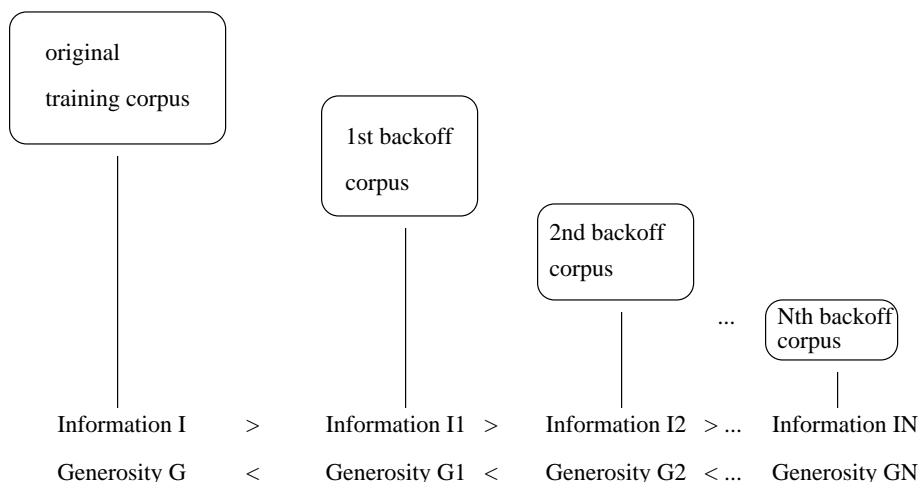 original
training corpus
1st backoff
corpus
2nd backoff
corpus
...
Nth backoff
corpus
Information I > Information I1 > Information I2 > ... Information IN
Generosity G < Generosity G1 < Generosity G2 < ... Generosity GN